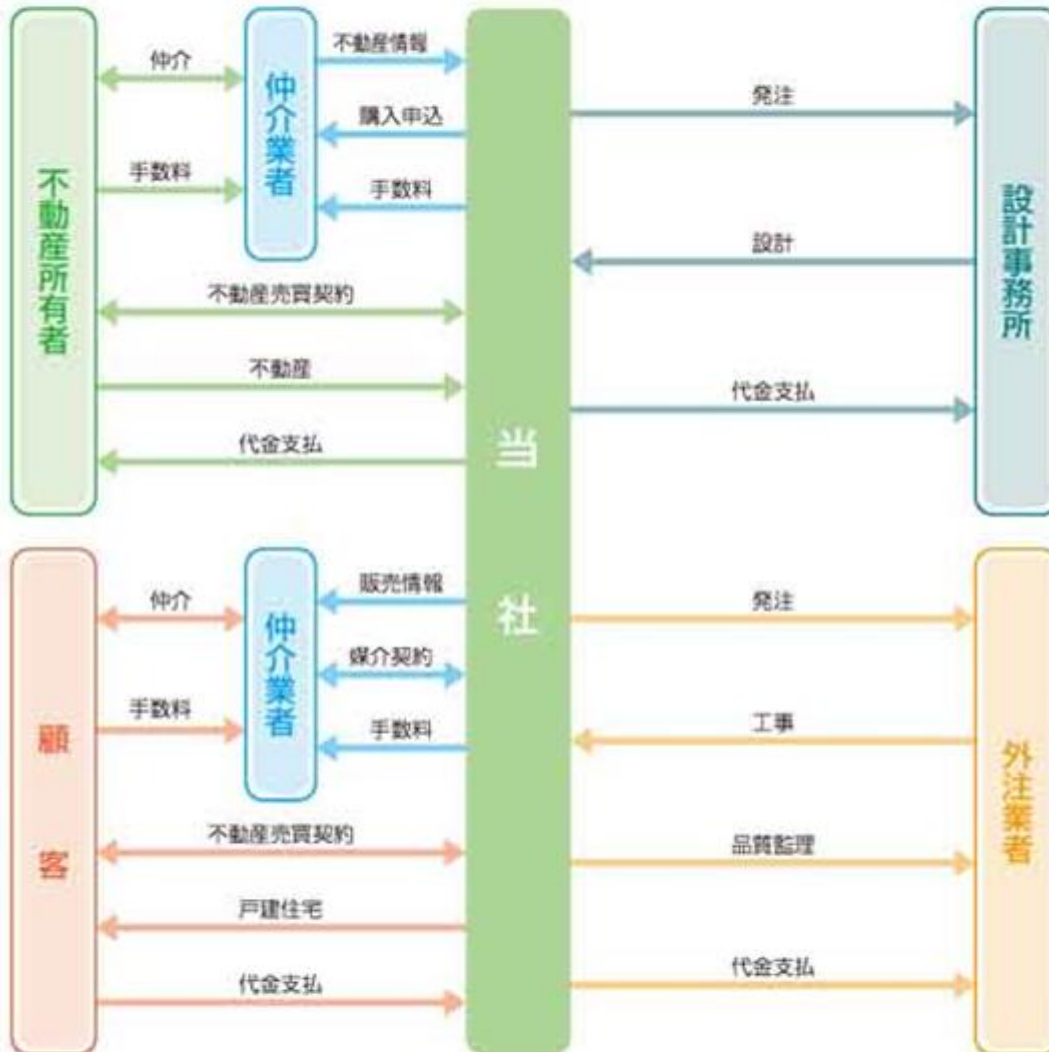 不動産所有者
仲介
手数料
仲介業者
不動産情報
購入申込
手数料
不動産売買契約
不動産
代金支払
当社
発注
設計
代金支払
設計事務所
顧客
仲介
手数料
仲介業者
販売情報
媒介契約
手数料
不動産売買契約
戸建住宅
代金支払
発注
工事
品質監理
代金支払
外注業者